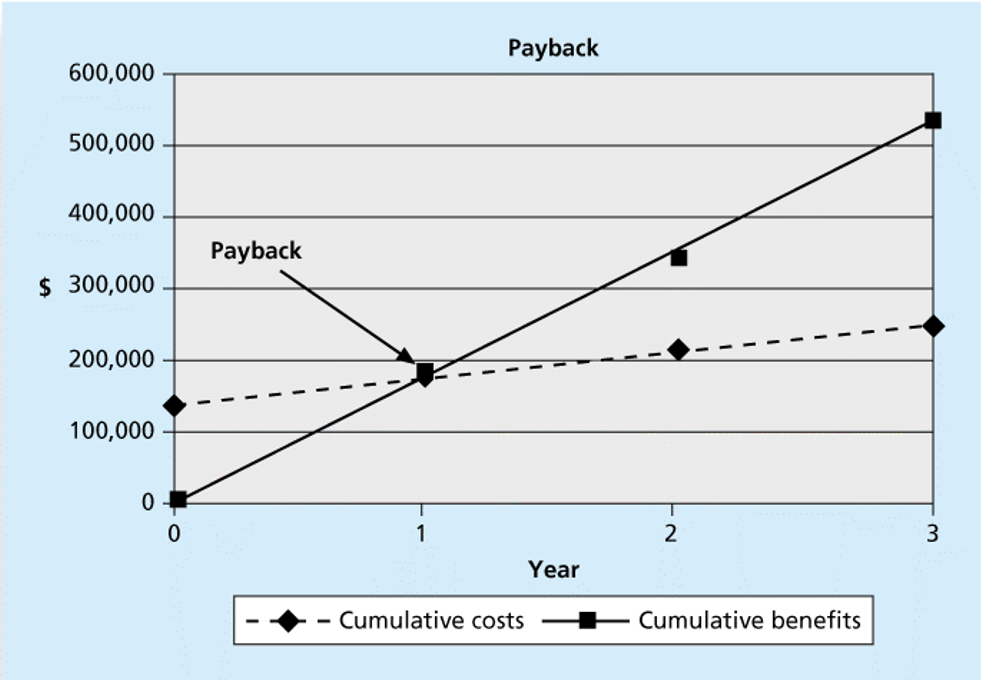 Payback
600,000
500,000
400,000
Payback
$ 300,000
200,000
100,000
0
0 1 2 3
Year
Cumulative costs Cumulative benefits